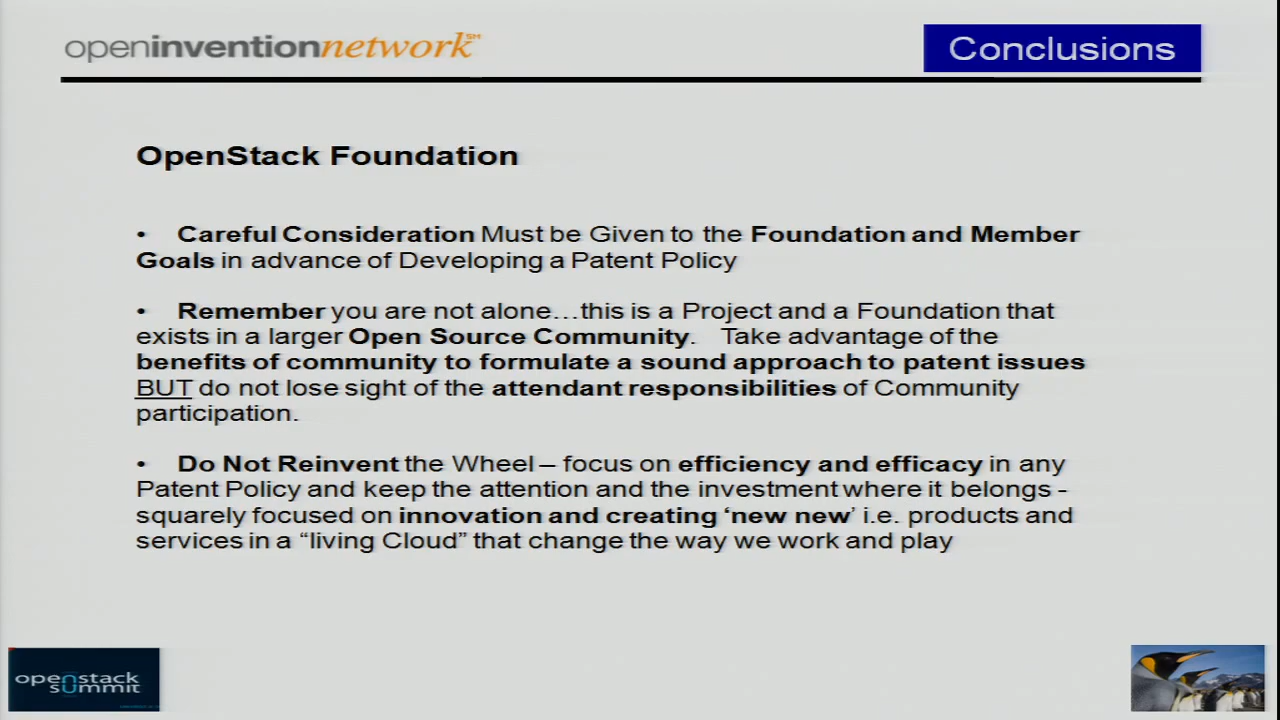 openinventionnetwork℠
Conclusions
OpenStack Foundation
• Careful Consideration Must be Given to the Foundation and Member
Goals in advance of Developing a Patent Policy
• Remember you are not alone…this is a Project and a Foundation that
exists in a larger Open Source Community. Take advantage of the
benefits of community to formulate a sound approach to patent issues
BUT do not lose sight of the attendant responsibilities of Community
participation.
• Do Not Reinvent the Wheel – focus on efficiency and efficacy in any
Patent Policy and keep the attention and the investment where it belongs -
squarely focused on innovation and creating ‘new new’ i.e. products and
services in a “living Cloud” that change the way we work and play
openstack
summit